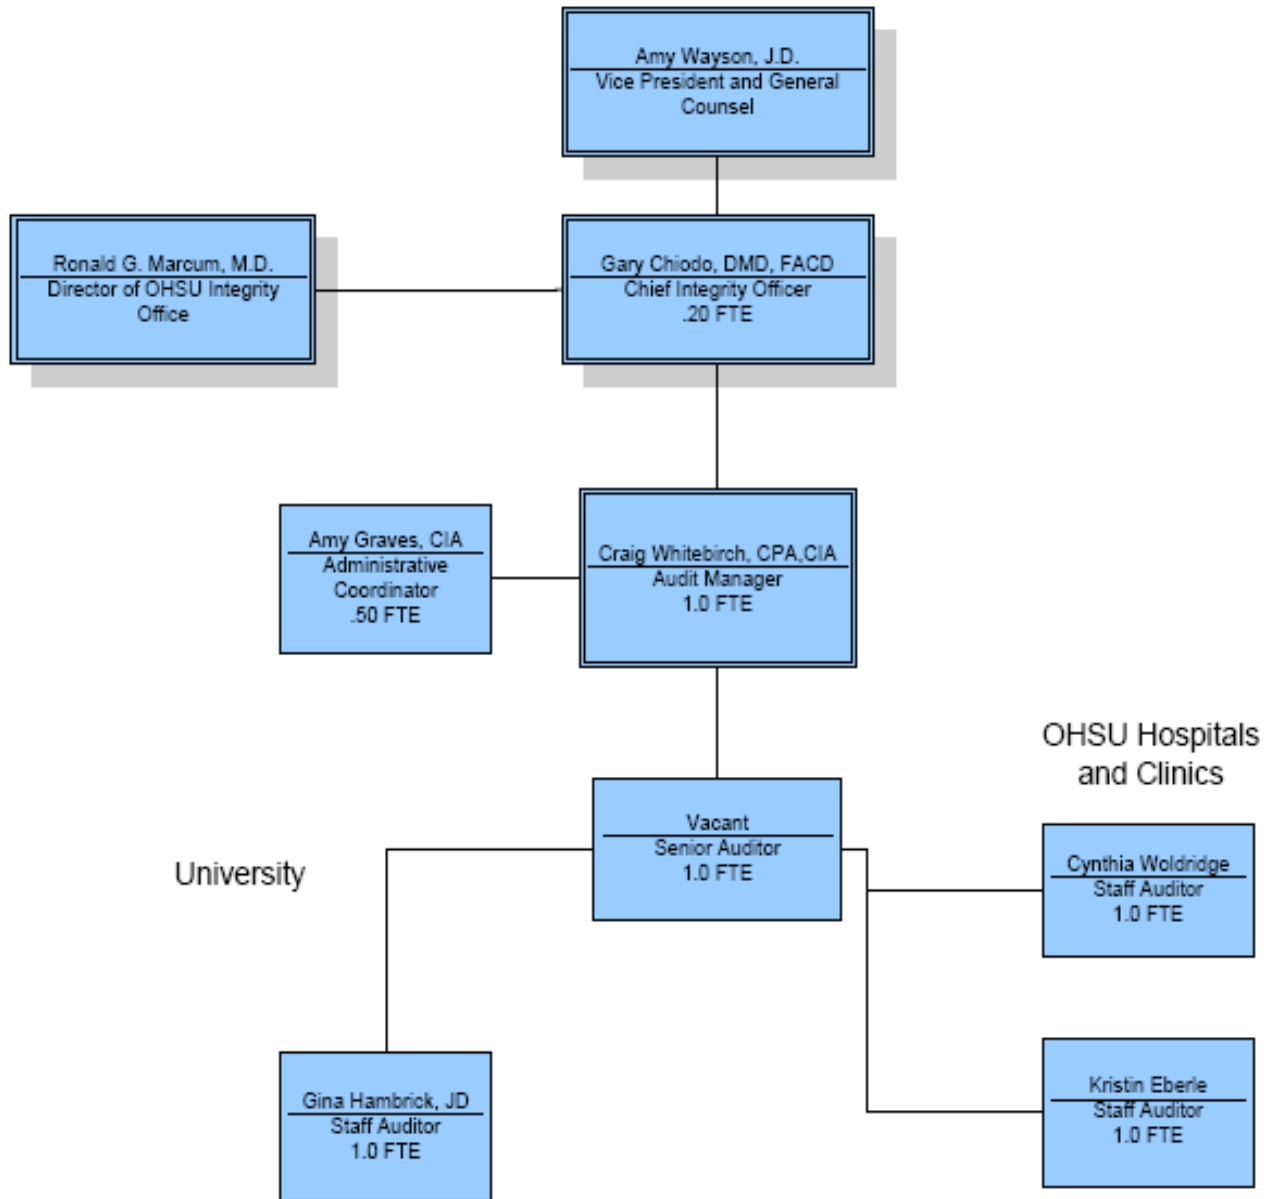 Amy Wayson, J.D.
Vice President and General
Counsel
Ronald G. Marcum, M.D.
Director of OHSU Integrity
Office
Gary Chiodo, DMD, FACD
Chief Integrity Officer
.20 FTE
Amy Graves, CIA
Administrative
Coordinator
.50 FTE
Craig Whitebirch, CPA,CIA
Audit Manager
1.0 FTE
OHSU Hospitals
and Clinics
Vacant
Senior Auditor
1.0 FTE
University
Cynthia Woldridge
Staff Auditor
1.0 FTE
Gina Hambrick, JD
Staff Auditor
1.0 FTE
Kristin Eberle
Staff Auditor
1.0 FTE